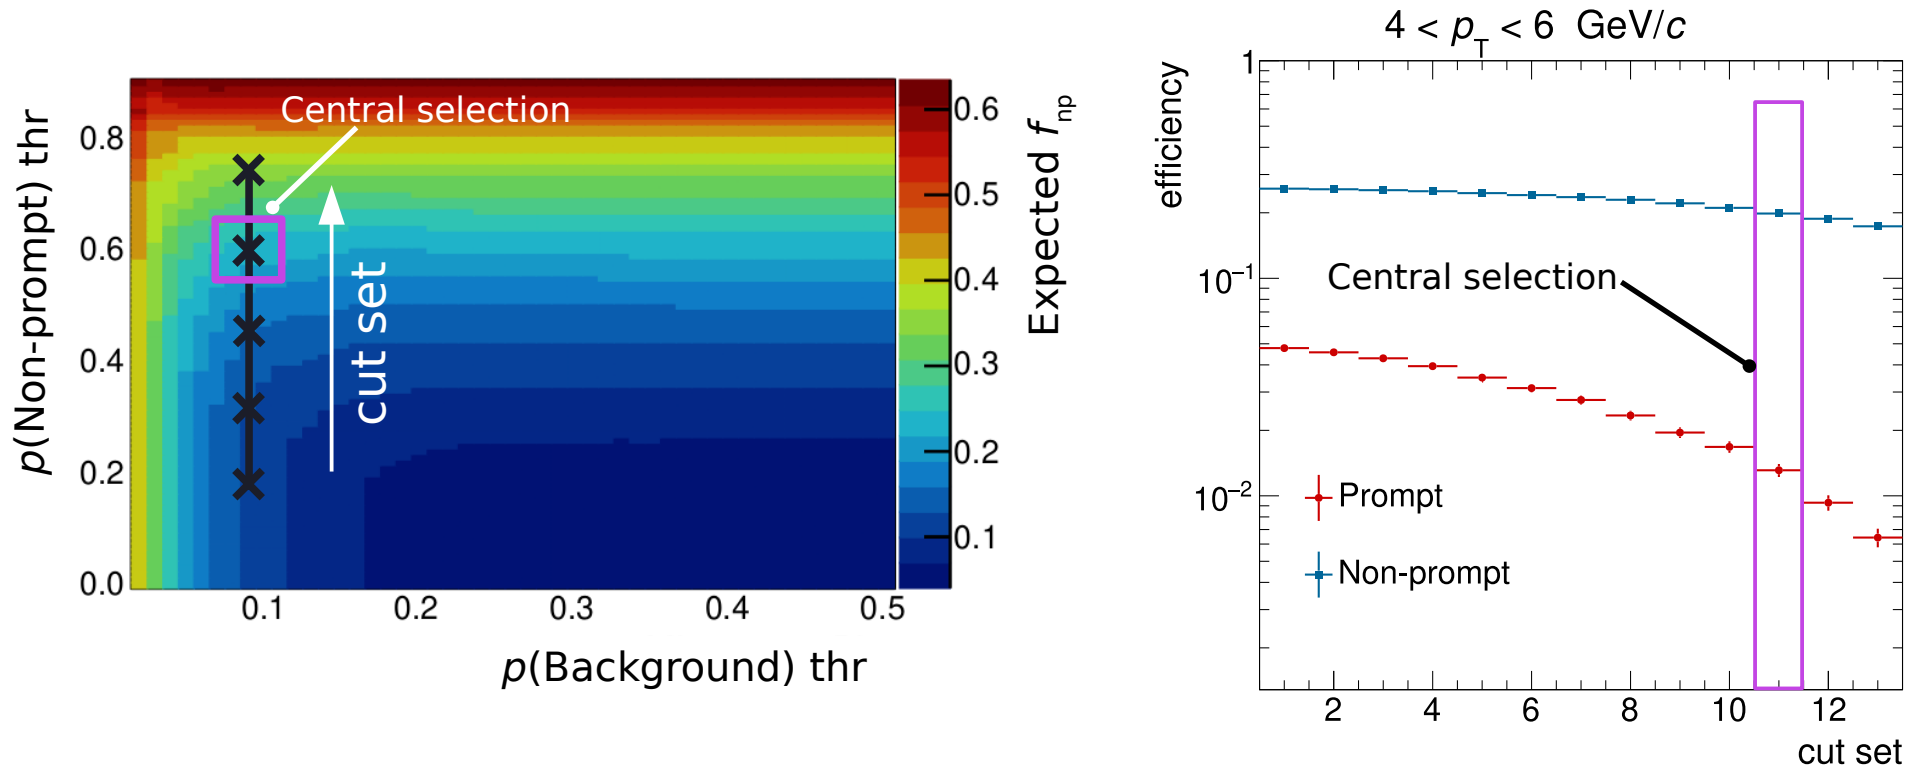 p(Non-prompt) thr
0.8
0.6
0.4
0.2
0.0
Central selection
cut set
0.1
0.2
0.3
0.4
0.5
p(Background) thr
0.6
0.5
0.4
0.3
0.2
0.1
Expected f_np
4 < p_T < 6 GeV/c
efficiency
1
10⁻¹
10⁻²
Central selection
Prompt
Non-prompt
2
4
6
8
10
12
cut set